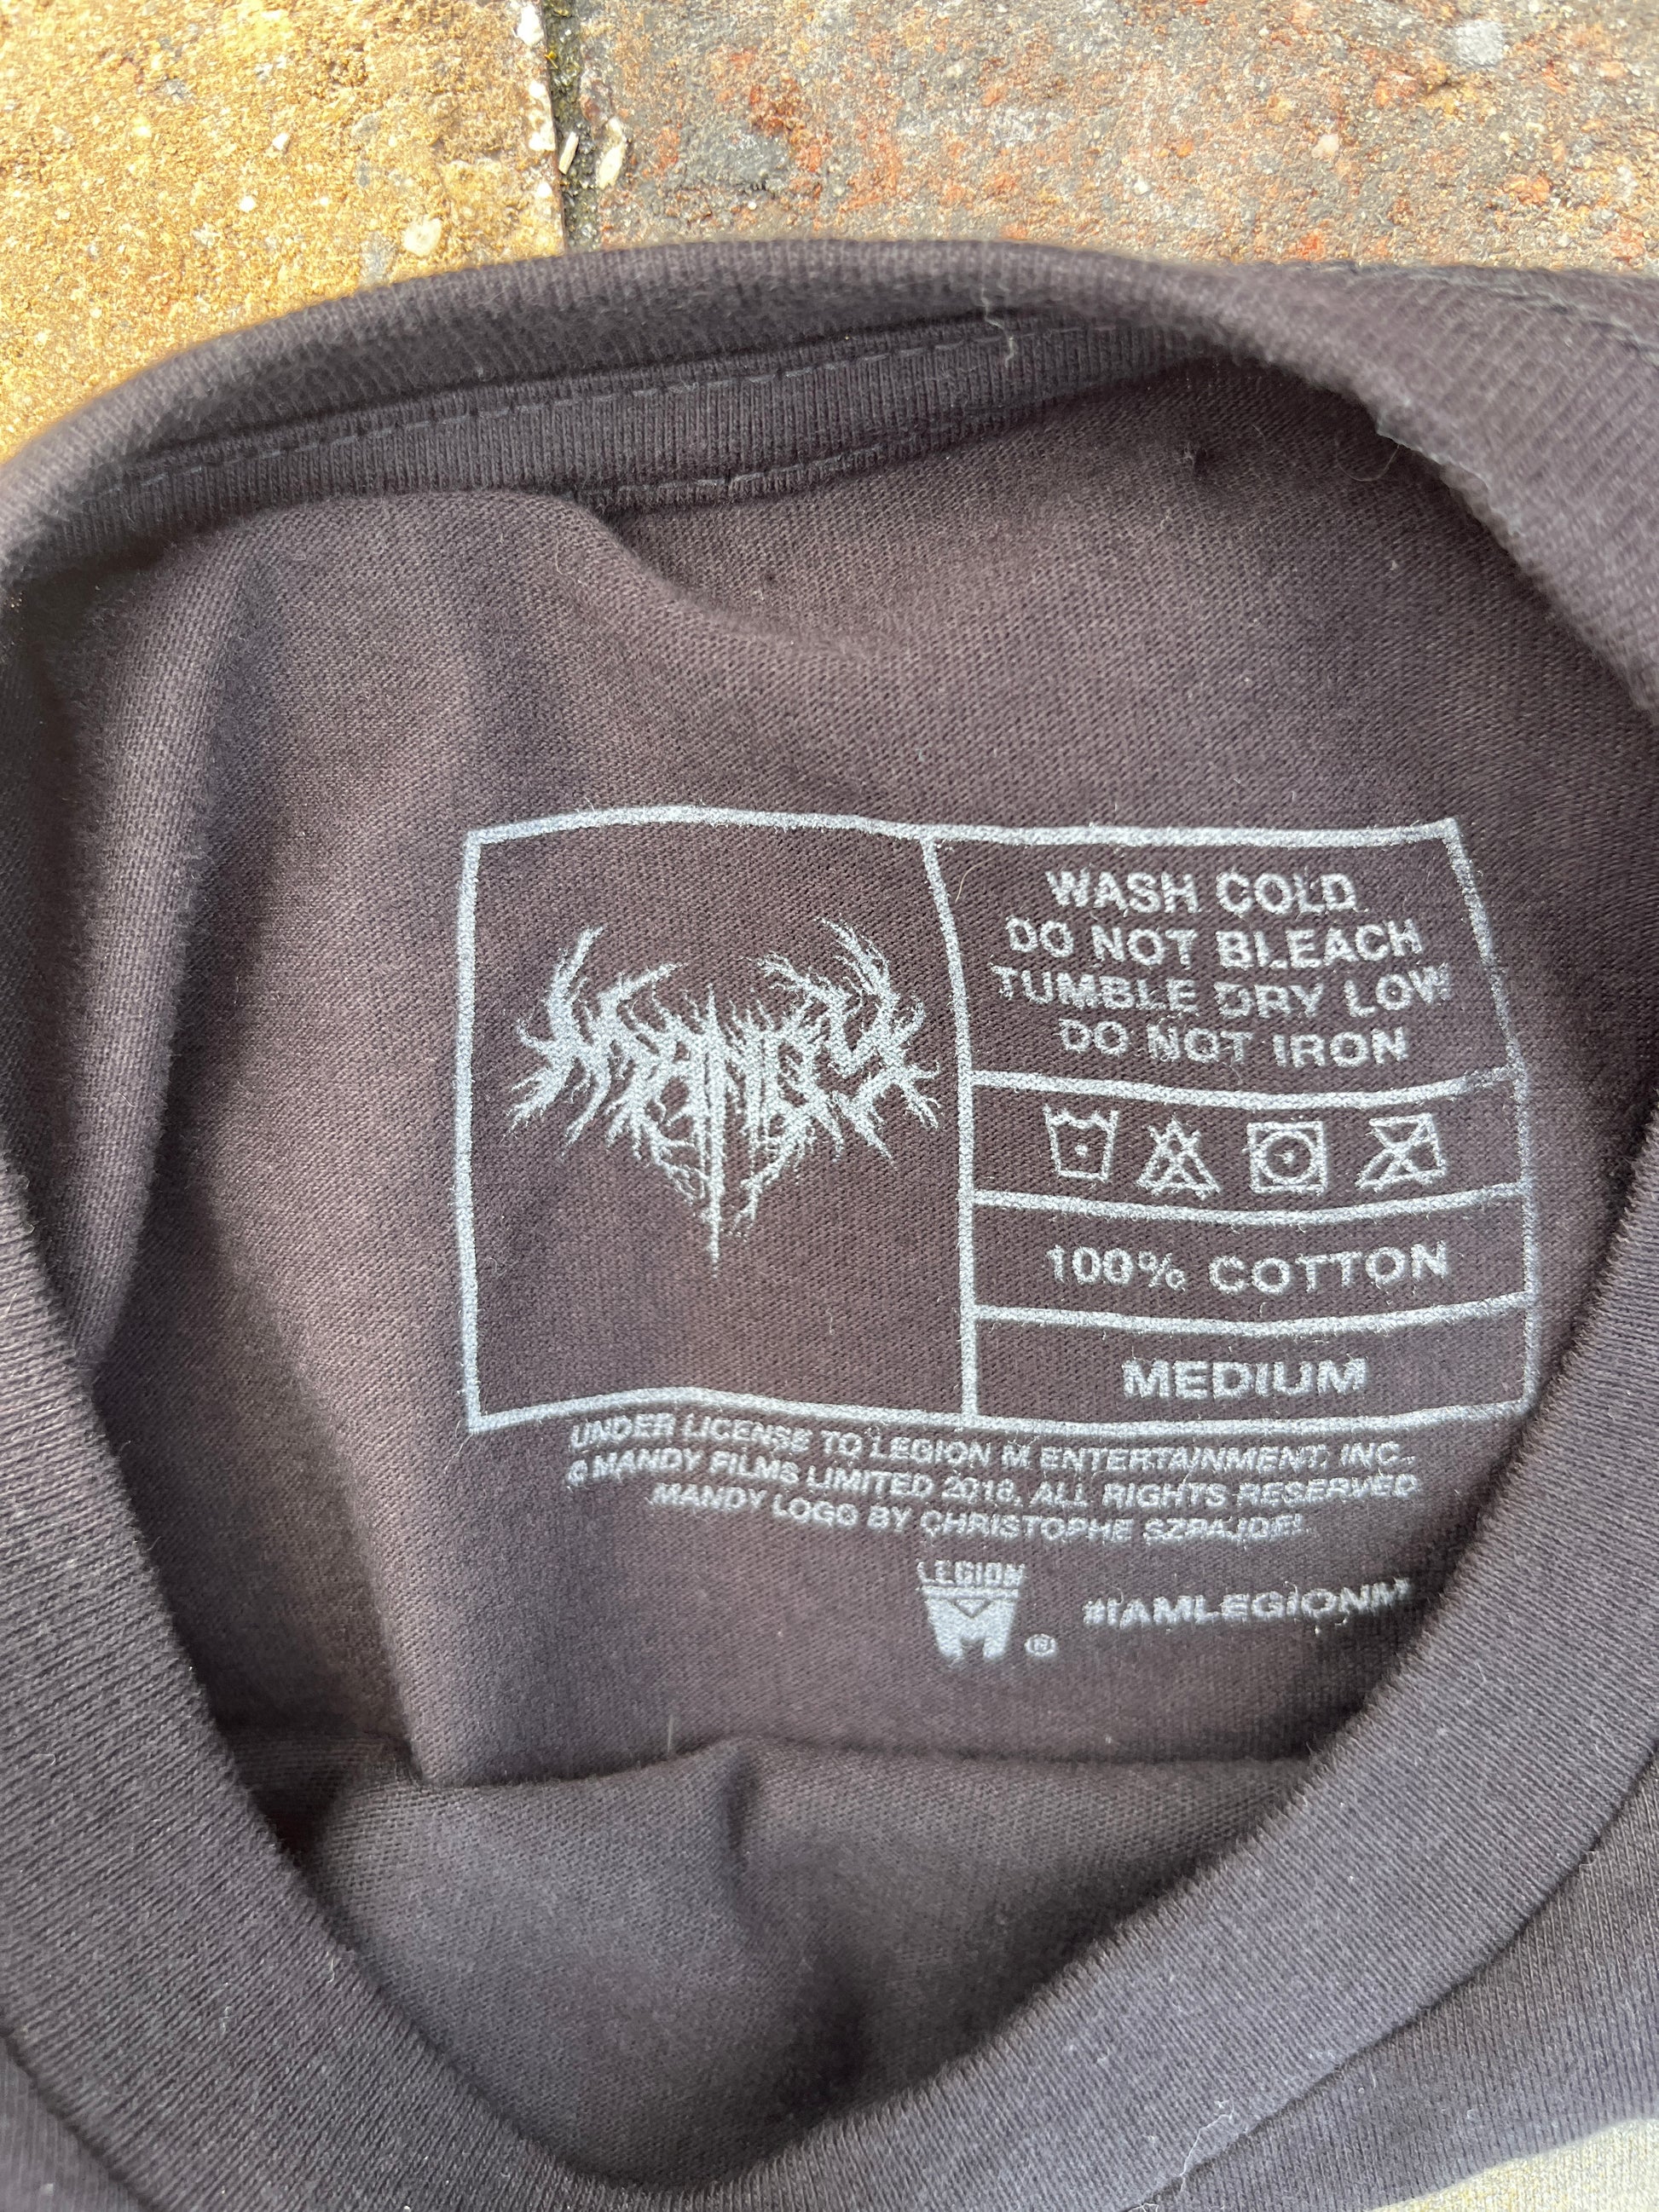 MANDY
WASH COLD
DO NOT BLEACH
TUMBLE DRY LOW
DO NOT IRON
100% COTTON
MEDIUM
UNDER LICENSE TO LEGION M ENTERTAINMENT, INC.
© MANDY FILMS LIMITED 2018. ALL RIGHTS RESERVED
MANDY LOGO BY CHRISTOPHE SZPAJDEL
LEGION
M ®
#IAMLEGIONM